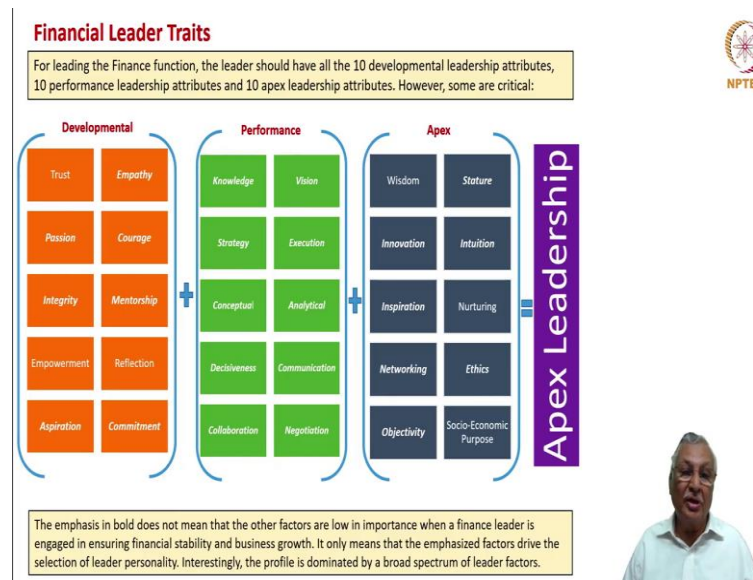 Financial Leader Traits
For leading the Finance function, the leader should have all the 10 developmental leadership attributes,
10 performance leadership attributes and 10 apex leadership attributes. However, some are critical:
Developmental
Trust
Empathy
Passion
Courage
Integrity
Mentorship
Empowerment
Reflection
Aspiration
Commitment
+
Performance
Knowledge
Vision
Strategy
Execution
Conceptual
Analytical
Decisiveness
Communication
Collaboration
Negotiation
+
Apex
Wisdom
Stature
Innovation
Intuition
Inspiration
Nurturing
Networking
Ethics
Objectivity
Socio-Economic
Purpose
=
Apex Leadership
The emphasis in bold does not mean that the other factors are low in importance when a finance leader is
engaged in ensuring financial stability and business growth. It only means that the emphasized factors drive the
selection of leader personality. Interestingly, the profile is dominated by a broad spectrum of leader factors.